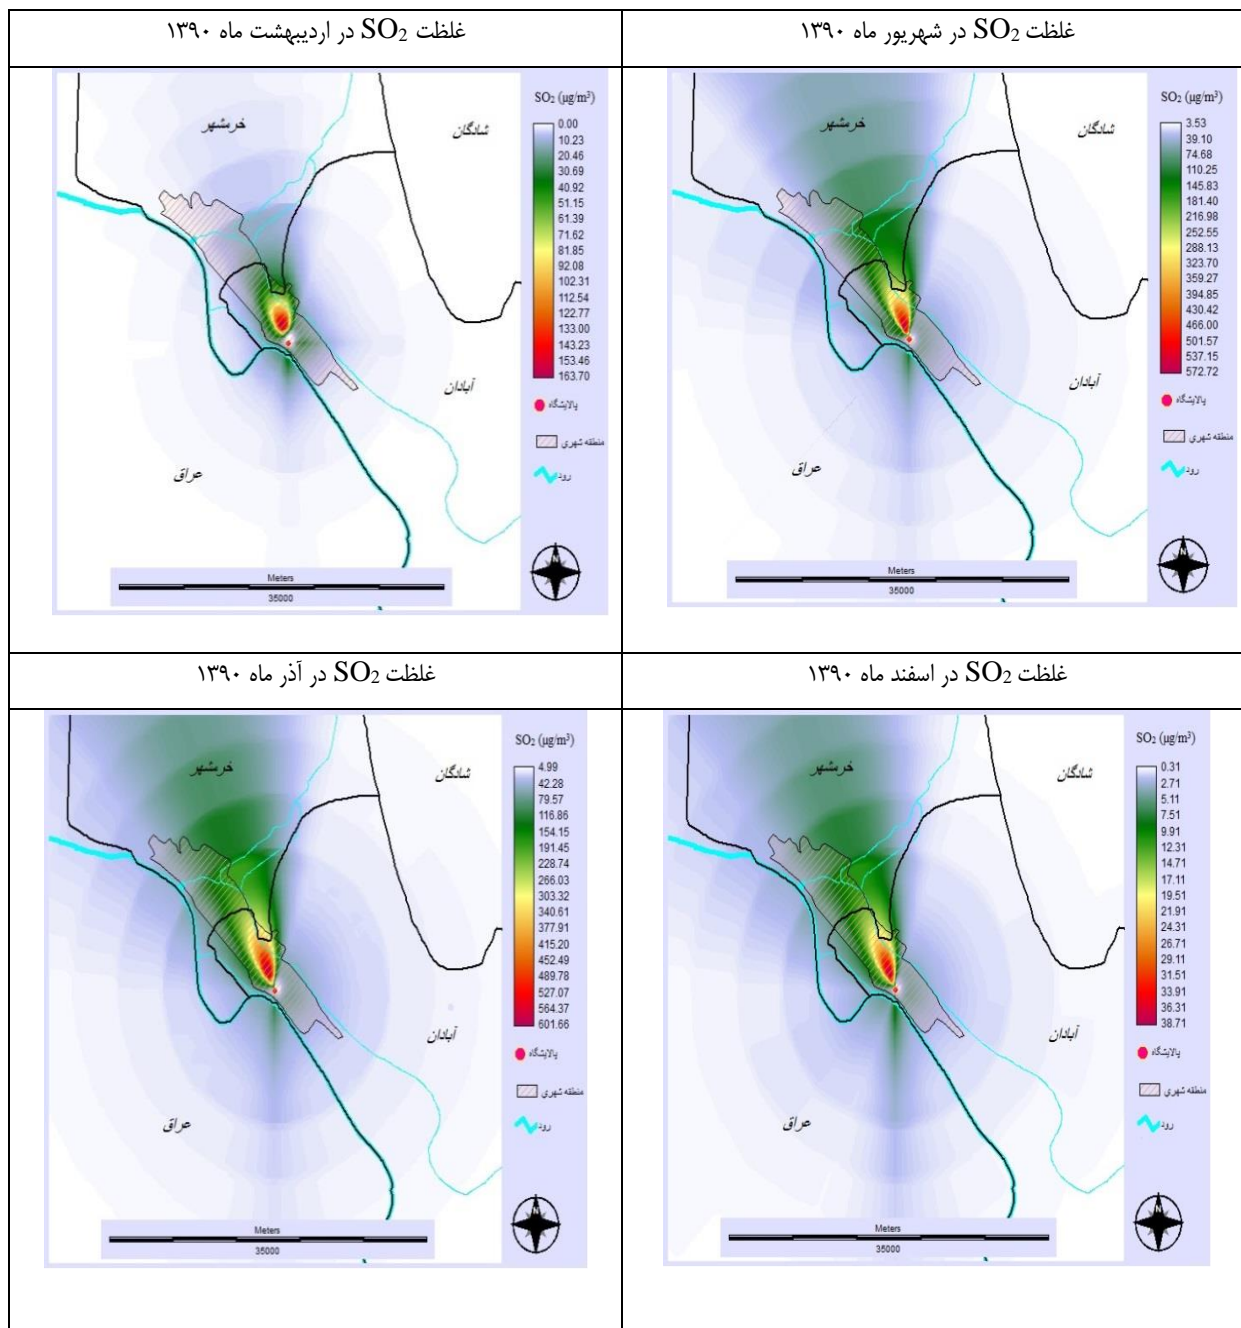 غلظت SO₂ در اردیبهشت ماه ۱۳۹۰
غلظت SO₂ در شهریور ماه ۱۳۹۰
SO₂ (µg/m³)
0.00
10.23
20.46
30.69
40.92
51.15
61.39
71.62
81.85
92.08
102.31
112.54
122.77
133.00
143.23
153.46
163.70
پالایشگاه
منطقه شهري
رود
خرمشهر
شادگان
آبادان
عراق
N
Meters
35000
SO₂ (µg/m³)
3.53
39.10
74.68
110.25
145.83
181.40
216.98
252.55
288.13
323.70
359.27
394.85
430.42
466.00
501.57
537.15
572.72
پالایشگاه
منطقه شهري
رود
خرمشهر
شادگان
آبادان
عراق
N
Meters
35000
غلظت SO₂ در آذر ماه ۱۳۹۰
غلظت SO₂ در اسفند ماه ۱۳۹۰
SO₂ (µg/m³)
4.99
42.28
79.57
116.86
154.15
191.45
228.74
266.03
303.32
340.61
377.91
415.20
452.49
489.78
527.07
564.37
601.66
پالایشگاه
منطقه شهري
رود
خرمشهر
شادگان
آبادان
عراق
N
Meters
35000
SO₂ (µg/m³)
0.31
2.71
5.11
7.51
9.91
12.31
14.71
17.11
19.51
21.91
24.31
26.71
29.11
31.51
33.91
36.31
38.71
پالایشگاه
منطقه شهري
رود
خرمشهر
شادگان
آبادان
عراق
N
Meters
35000